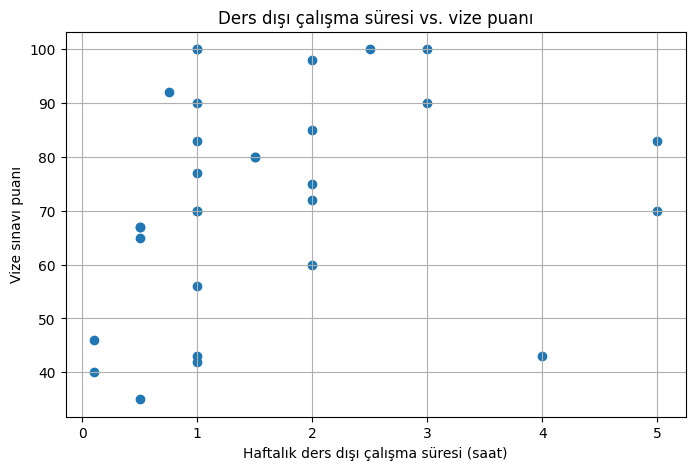 Ders dışı çalışma süresi vs. vize puanı
100
90
80
70
60
50
40
Vize sınavı puanı
0 1 2 3 4 5
Haftalık ders dışı çalışma süresi (saat)